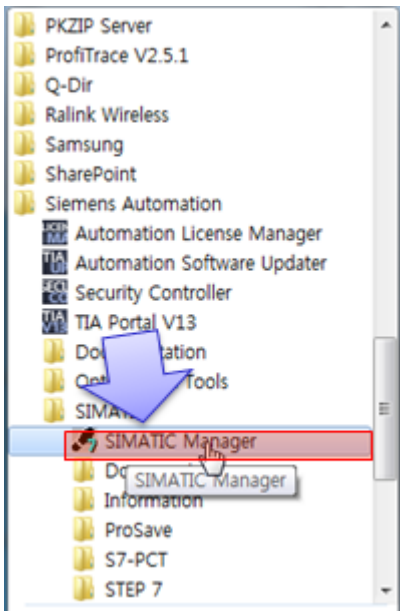 PKZIP Server
ProfiTrace V2.5.1
Q-Dir
Ralink Wireless
Samsung
SharePoint
Siemens Automation
Automation License Manager
Automation Software Updater
Security Controller
TIA Portal V13
Tools
SIMATIC Manager
SIMATIC Manager
Information
ProSave
S7-PCT
STEP 7